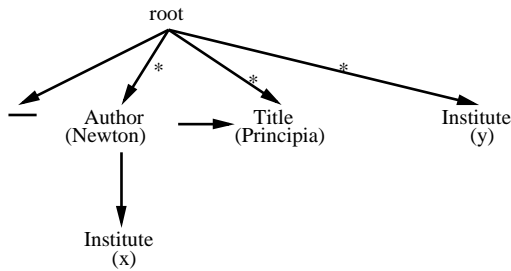 root
* * *
— Author Title Institute
(Newton) (Principia) (y)
Institute
(x)